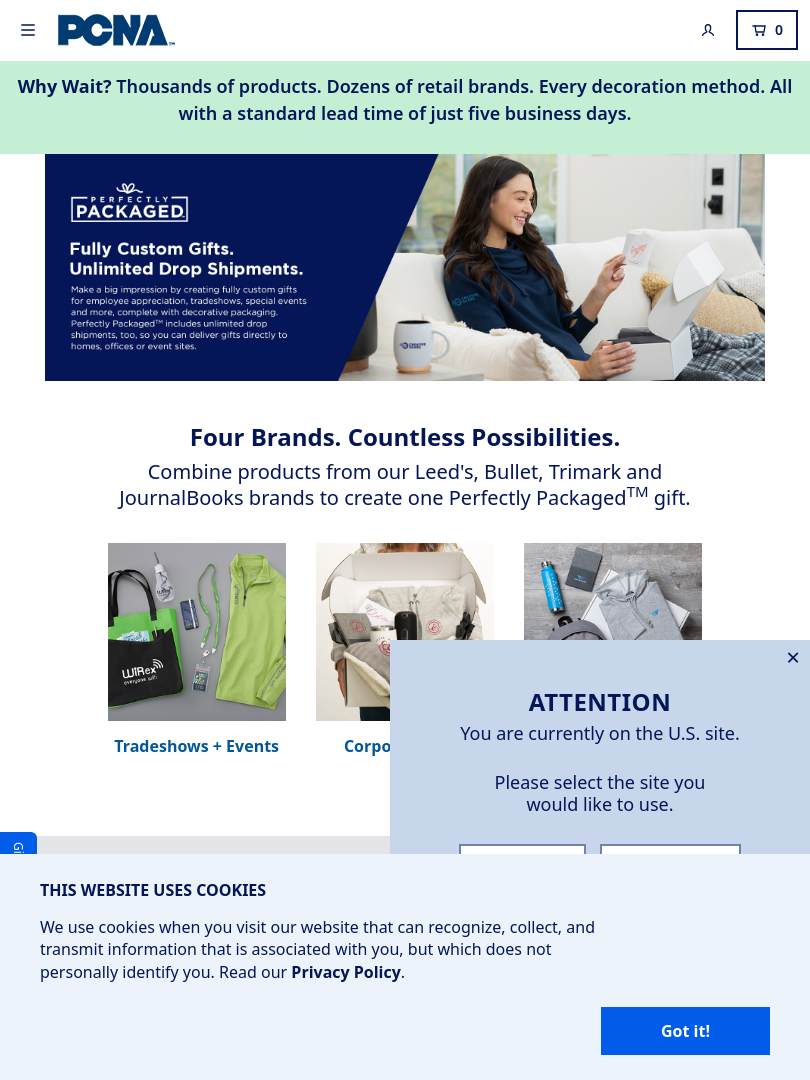 PCNA
0
Why Wait? Thousands of products. Dozens of retail brands. Every decoration method. All
with a standard lead time of just five business days.
PERFECTLY
PACKAGED
Fully Custom Gifts.
Unlimited Drop Shipments.
Make a big impression by creating fully custom gifts
for employee appreciation, tradeshows, special events
and more, complete with decorative packaging.
Perfectly Packaged™ includes unlimited drop
shipments, too, so you can deliver gifts directly to
homes, offices or event sites.
Four Brands. Countless Possibilities.
Combine products from our Leed's, Bullet, Trimark and
JournalBooks brands to create one Perfectly Packaged™ gift.
WiRex
everyone wifi
Tradeshows + Events
Corpo
ATTENTION
You are currently on the U.S. site.
Please select the site you
would like to use.
THIS WEBSITE USES COOKIES
We use cookies when you visit our website that can recognize, collect, and
transmit information that is associated with you, but which does not
personally identify you. Read our Privacy Policy.
Got it!